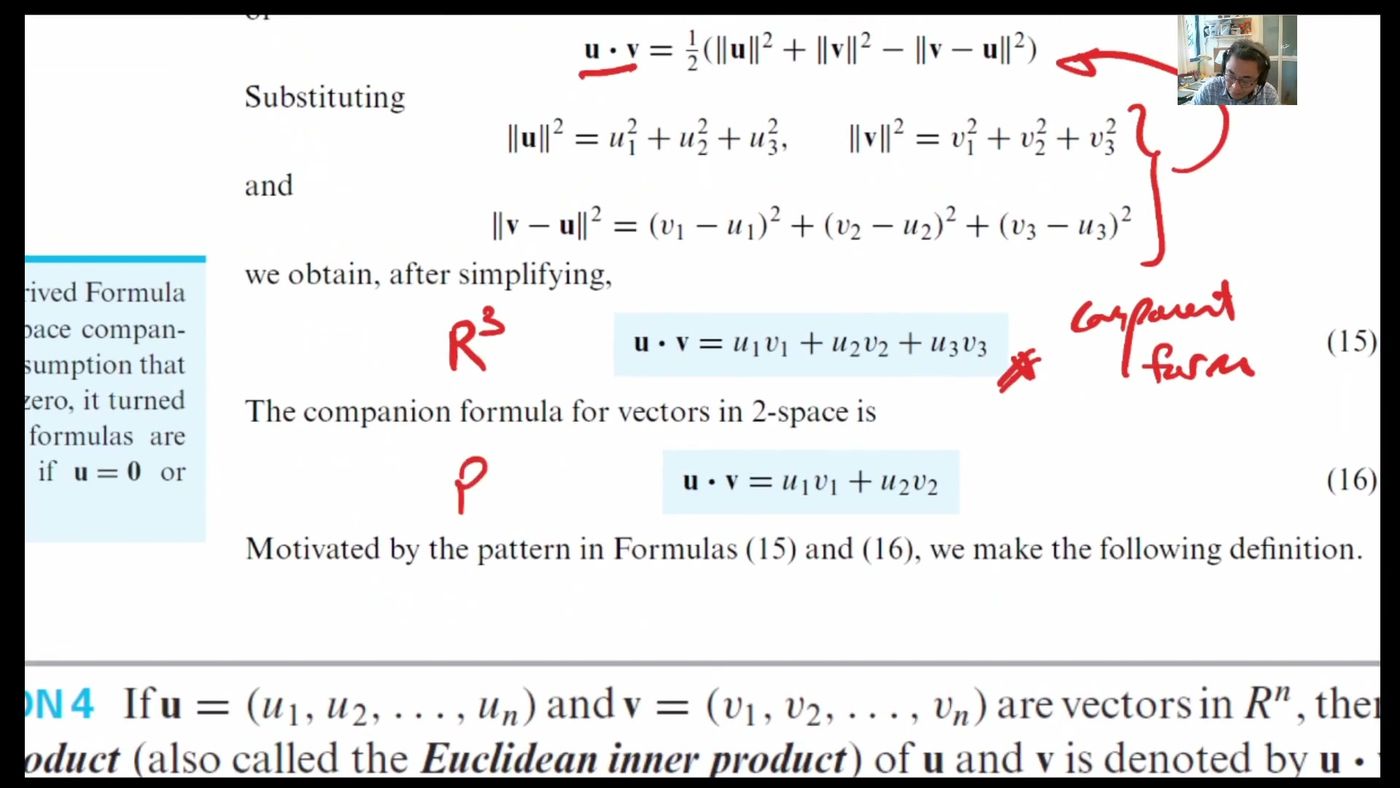 u · v = ½(‖u‖² + ‖v‖² − ‖v − u‖²)
Substituting
‖u‖² = u₁² + u₂² + u₃², ‖v‖² = v₁² + v₂² + v₃²
and
‖v − u‖² = (v₁ − u₁)² + (v₂ − u₂)² + (v₃ − u₃)²
we obtain, after simplifying,
R³ u · v = u₁v₁ + u₂v₂ + u₃v₃ (15)
component
form
The companion formula for vectors in 2-space is
u · v = u₁v₁ + u₂v₂ (16)
Motivated by the pattern in Formulas (15) and (16), we make the following definition.
rived Formula
pace compan-
sumption that
zero, it turned
formulas are
if u = 0 or
ON 4 If u = (u₁, u₂, . . . , uₙ) and v = (v₁, v₂, . . . , vₙ) are vectors in Rⁿ, then
oduct (also called the Euclidean inner product) of u and v is denoted by u ·